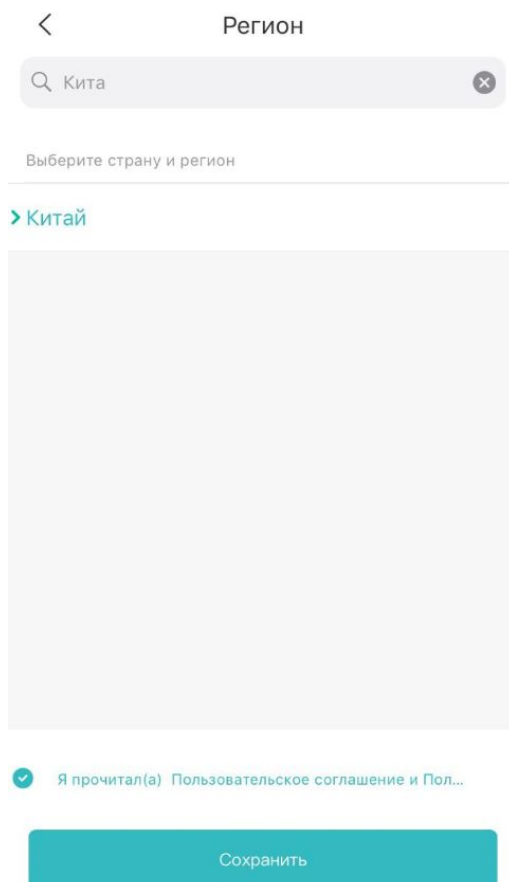 Регион
Кита
Выберите страну и регион
Китай
Я прочитал(а) Пользовательское соглашение и Пол...
Сохранить